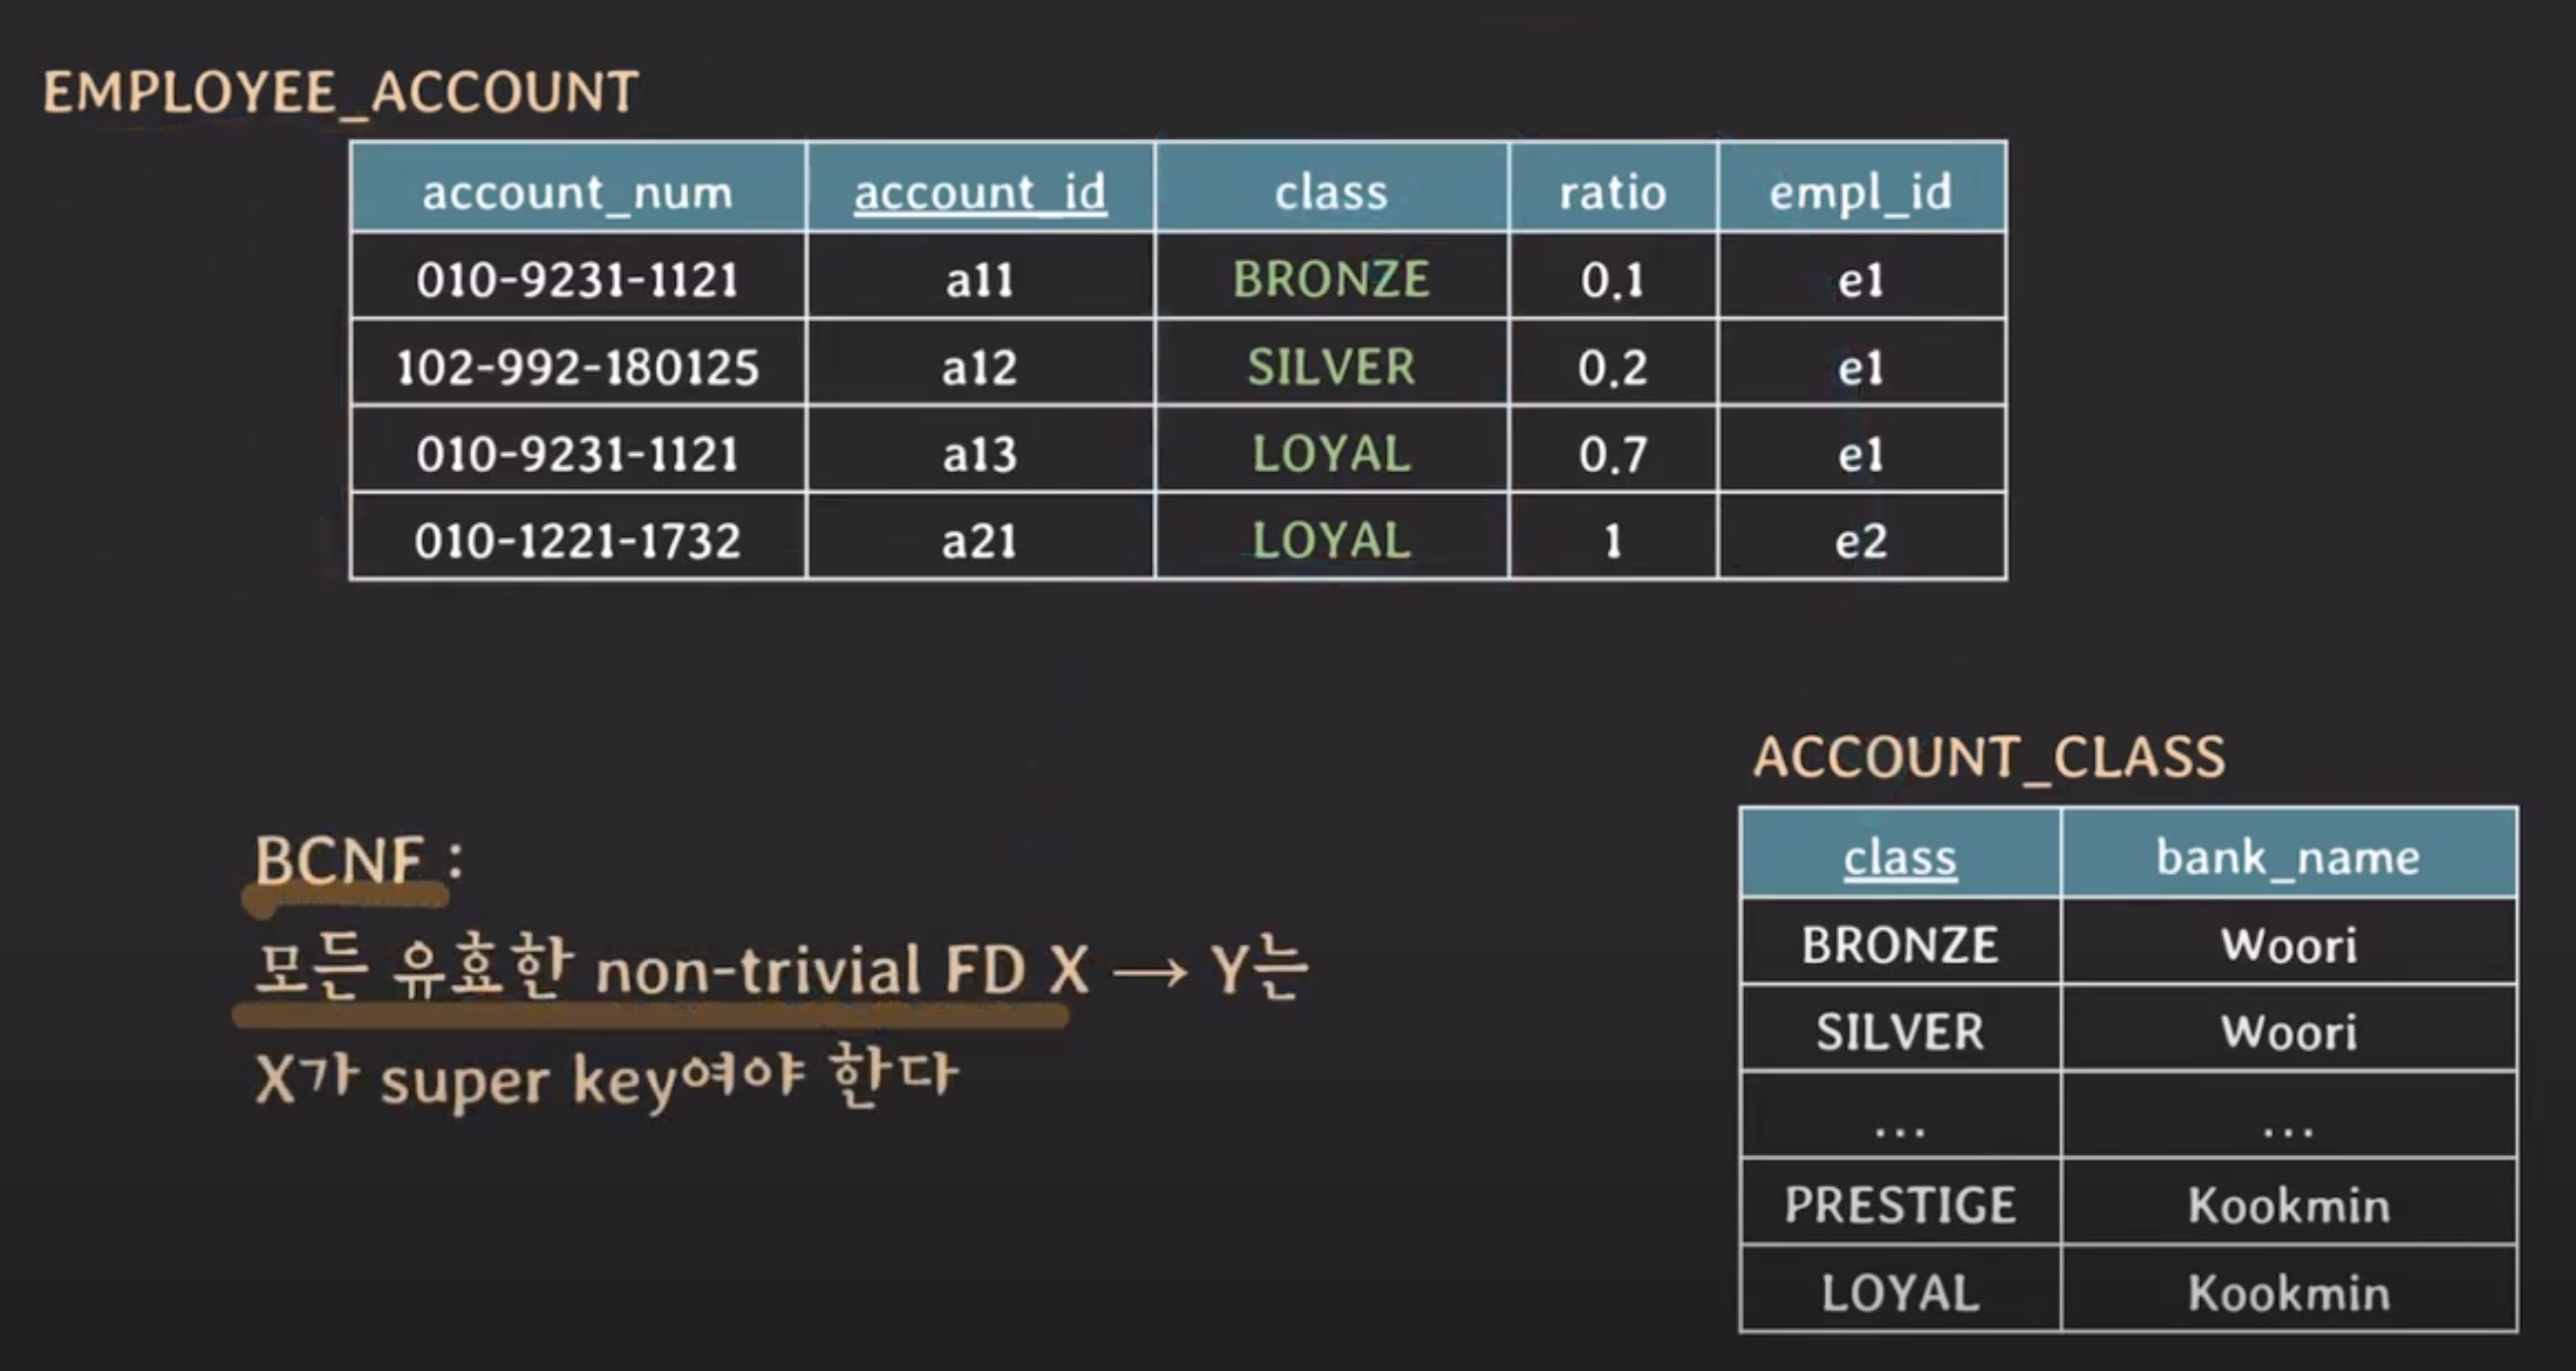 EMPLOYEE_ACCOUNT
account_num account_id class ratio empl_id
010-9231-1121 a11 BRONZE 0.1 e1
102-992-180125 a12 SILVER 0.2 e1
010-9231-1121 a13 LOYAL 0.7 e1
010-1221-1732 a21 LOYAL 1 e2
BCNF :
모든 유효한 non-trivial FD X → Y는
X가 super key여야 한다
ACCOUNT_CLASS
class bank_name
BRONZE Woori
SILVER Woori
... ...
PRESTIGE Kookmin
LOYAL Kookmin